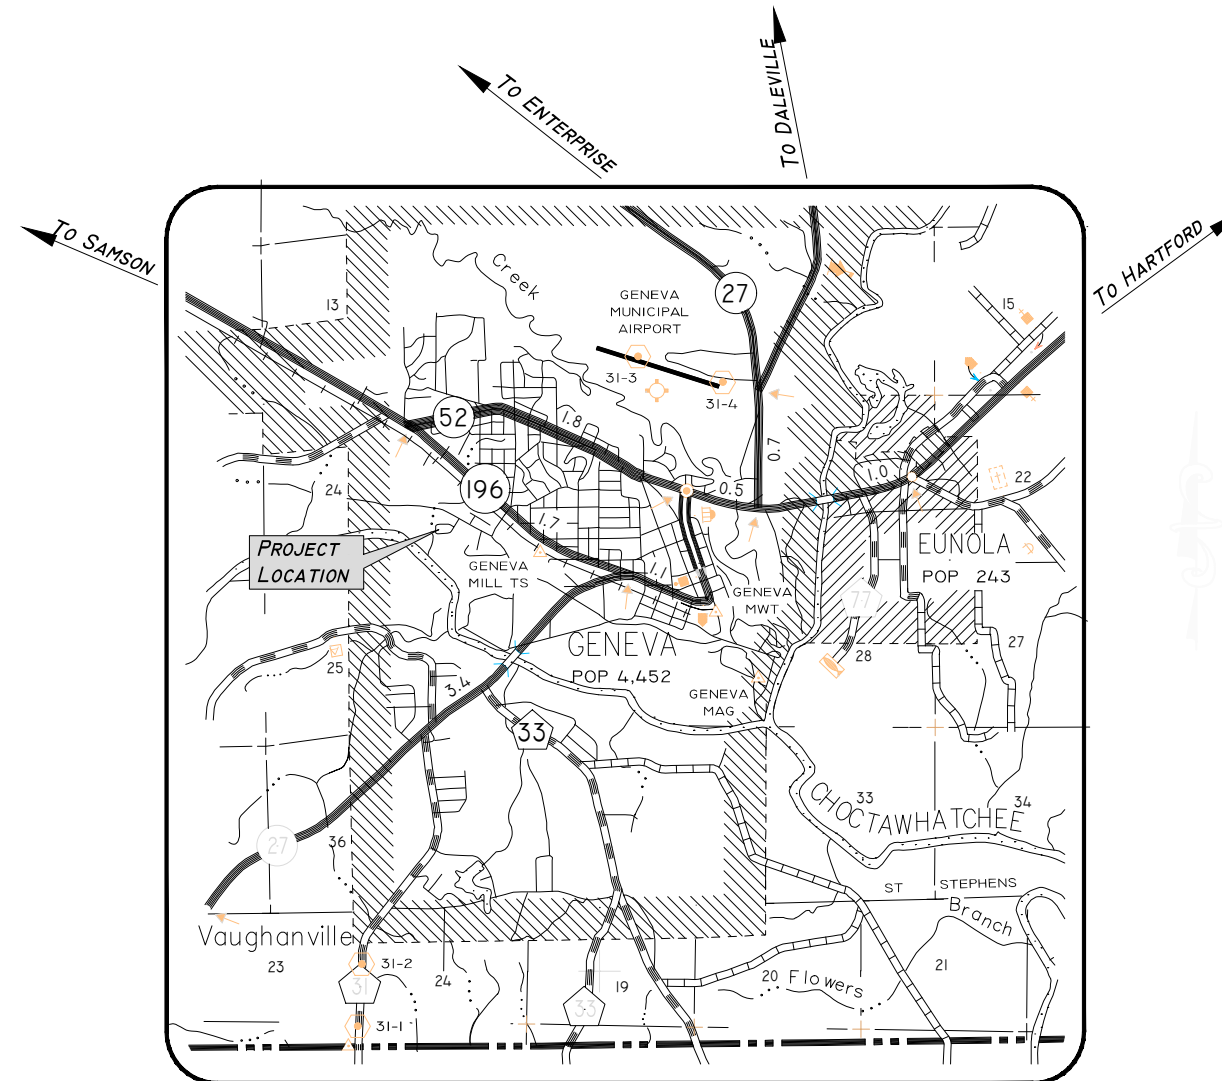 To DALEVILLE
To ENTERPRISE
To SAMSON
To HARTFORD
Creek
13
GENEVA
MUNICIPAL
AIRPORT
27
15
31-3
31-4
52
1.8
0.7
196
0.5
1.0
22
24
1.7
PROJECT
LOCATION
GENEVA
MILL TS
1.1
EUNOLA
POP 243
GENEVA
MWT
77
GENEVA
POP 4,452
27
28
25
3.4
GENEVA
MAG
33
CHOCTAWHATCHEE
33
34
27
36
ST STEPHENS
Branch
Vaughanville
23
31-2
24
31
19
20
Flowers
21
33
31-1